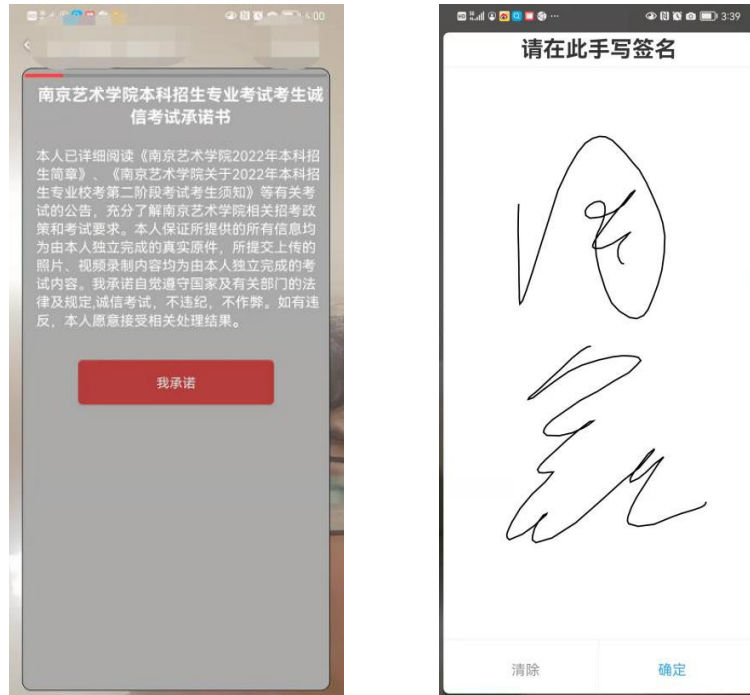 4:00
南京艺术学院本科招生专业考试考生诚
信考试承诺书
本人已详细阅读《南京艺术学院2022年本科招
生简章》、《南京艺术学院关于2022年本科招
生专业校考第二阶段考试考生须知》等有关考
试的公告，充分了解南京艺术学院相关招考政
策和考试要求。本人保证所提供的所有信息均
为由本人独立完成的真实原件，所提交上传的
照片、视频录制内容均为由本人独立完成的考
试内容。我承诺自觉遵守国家及有关部门的法
律及规定,诚信考试，不违纪，不作弊。如有违
反，本人愿意接受相关处理结果。
我承诺
3:39
请在此手写签名
清除
确定